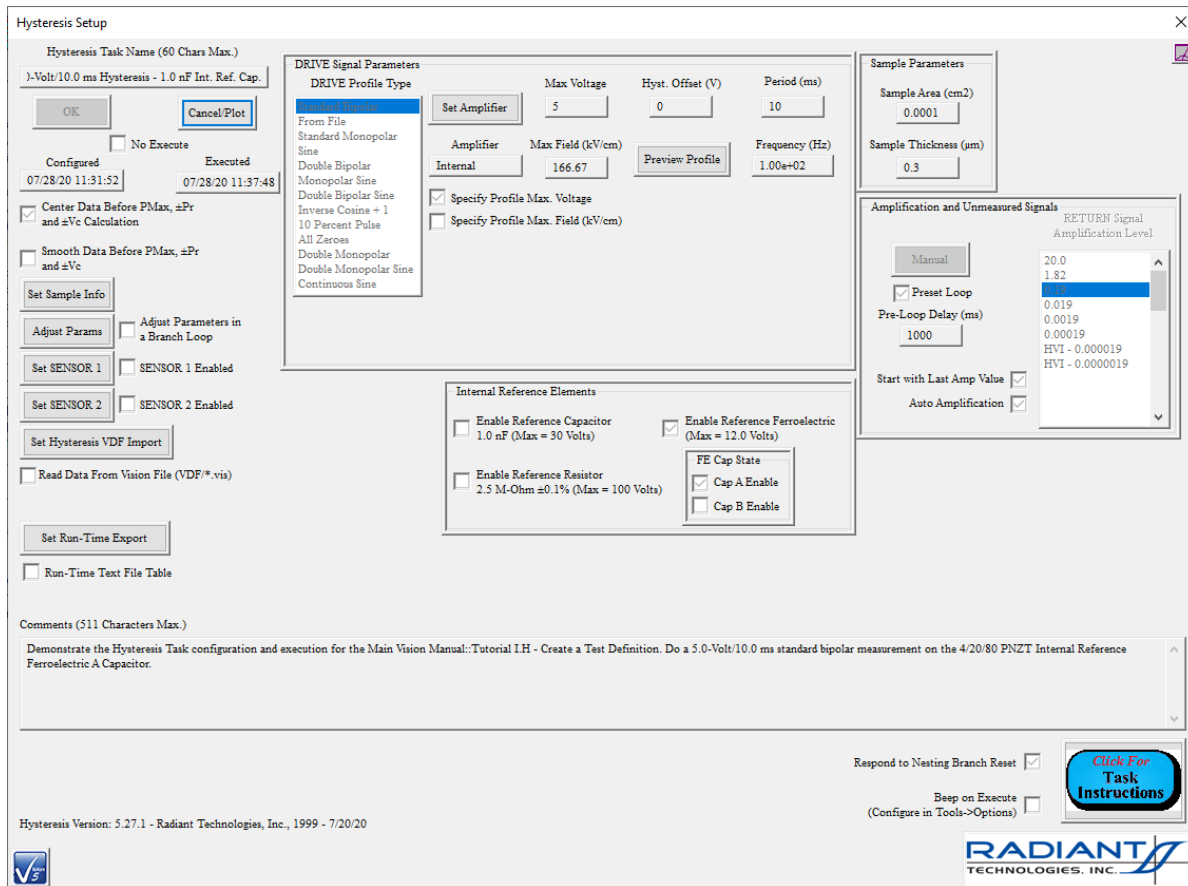 Hysteresis Setup
Hysteresis Task Name (60 Chars Max.)
)-Volt/10.0 ms Hysteresis - 1.0 nF Int. Ref. Cap.
OK
Cancel/Plot
No Execute
Configured
Executed
07/28/20 11:31:52
07/28/20 11:37:48
Center Data Before PMax, ±Pr
and ±Vc Calculation
Smooth Data Before PMax, ±Pr
and ±Vc
Set Sample Info
Adjust Params
Adjust Parameters in
a Branch Loop
Set SENSOR 1
SENSOR 1 Enabled
Set SENSOR 2
SENSOR 2 Enabled
Set Hysteresis VDF Import
Read Data From Vision File (VDF/*.vis)
Set Run-Time Export
Run-Time Text File Table
DRIVE Signal Parameters
DRIVE Profile Type
Standard Bipolar
From File
Standard Monopolar
Sine
Double Bipolar
Monopolar Sine
Double Bipolar Sine
Inverse Cosine + 1
10 Percent Pulse
All Zeroes
Double Monopolar
Double Monopolar Sine
Continuous Sine
Set Amplifier
Max Voltage
5
Hyst. Offset (V)
0
Period (ms)
10
Amplifier
Internal
Max Field (kV/cm)
166.67
Preview Profile
Frequency (Hz)
1.00e+02
Specify Profile Max. Voltage
Specify Profile Max. Field (kV/cm)
Sample Parameters
Sample Area (cm2)
0.0001
Sample Thickness (µm)
0.3
Amplification and Unmeasured Signals
RETURN Signal
Amplification Level
Manual
Preset Loop
Pre-Loop Delay (ms)
1000
Start with Last Amp Value
Auto Amplification
20.0
1.82
0.19
0.019
0.0019
0.00019
HVI - 0.000019
HVI - 0.0000019
Internal Reference Elements
Enable Reference Capacitor
1.0 nF (Max = 30 Volts)
Enable Reference Resistor
2.5 M-Ohm ±0.1% (Max = 100 Volts)
Enable Reference Ferroelectric
(Max = 12.0 Volts)
FE Cap State
Cap A Enable
Cap B Enable
Comments (511 Characters Max.)
Demonstrate the Hysteresis Task configuration and execution for the Main Vision Manual::Tutorial I.H - Create a Test Definition. Do a 5.0-Volt/10.0 ms standard bipolar measurement on the 4/20/80 PNZT Internal Reference
Ferroelectric A Capacitor.
Respond to Nesting Branch Reset
Beep on Execute
(Configure in Tools->Options)
Click For
Task
Instructions
Hysteresis Version: 5.27.1 - Radiant Technologies, Inc., 1999 - 7/20/20
RADIANT
TECHNOLOGIES, INC.